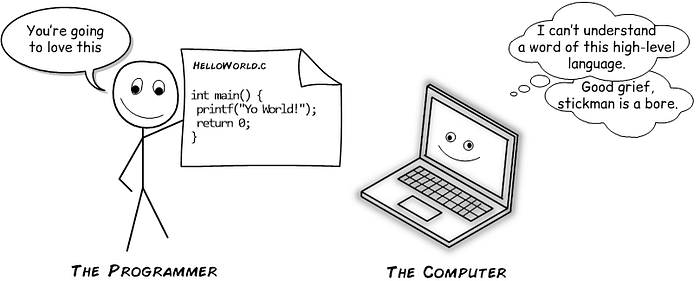 You're going
to love this
HelloWorld.c
int main() {
printf("Yo World!");
return 0;
}
I can't understand
a word of this high-level
language.
Good grief,
stickman is a bore.
The Programmer
The Computer